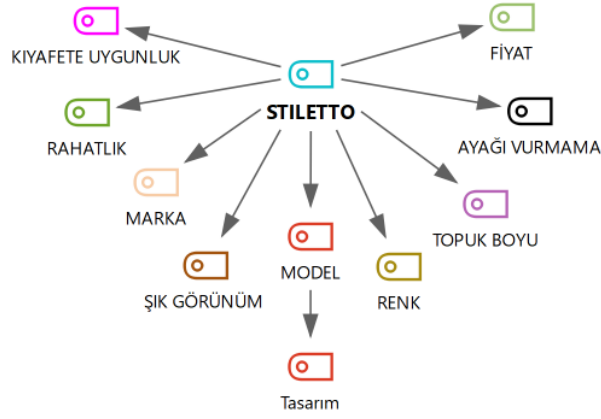 KIYAFETE UYGUNLUK
FİYAT
STILETTO
RAHATLIK
AYAĞI VURMAMA
MARKA
TOPUK BOYU
ŞIK GÖRÜNÜM
MODEL
RENK
Tasarım